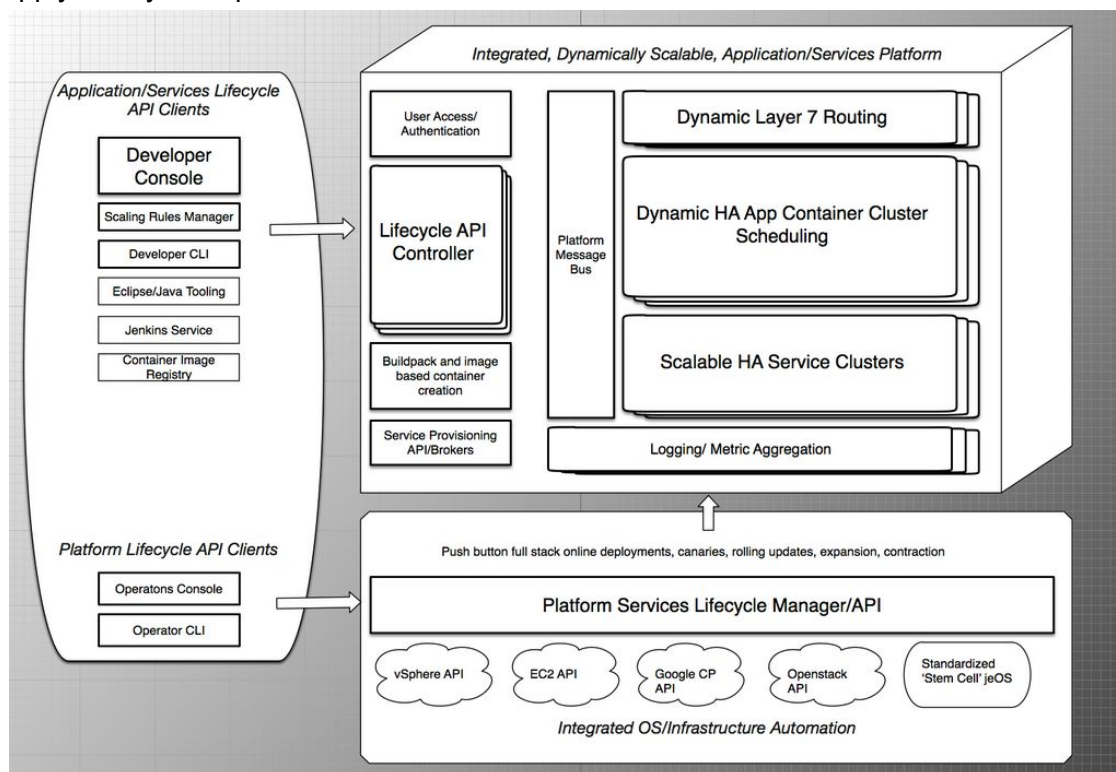 Integrated, Dynamically Scalable, Application/Services Platform
Application/Services Lifecycle
API Clients
Developer
Console
Scaling Rules Manager
Developer CLI
Eclipse/Java Tooling
Jenkins Service
Container Image
Registry
Platform Lifecycle API Clients
Operatons Console
Operator CLI
User Access/
Authentication
Lifecycle API
Controller
Buildpack and image
based container
creation
Service Provisioning
API/Brokers
Platform
Message
Bus
Dynamic Layer 7 Routing
Dynamic HA App Container Cluster
Scheduling
Scalable HA Service Clusters
Logging/ Metric Aggregation
Push button full stack online deployments, canaries, rolling updates, expansion, contraction
Platform Services Lifecycle Manager/API
vSphere API
EC2 API
Google CP
API
Openstack
API
Standardized
‘Stem Cell’ jeOS
Integrated OS/Infrastructure Automation